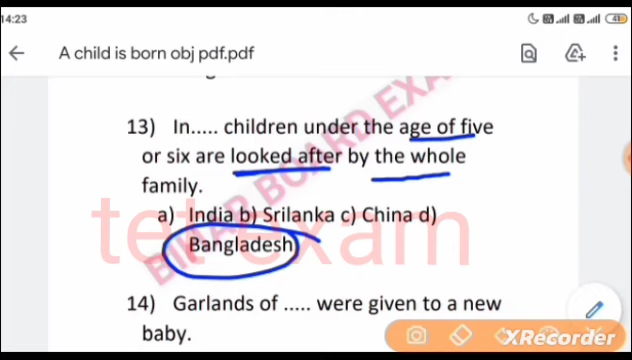 14:23
A child is born obj pdf.pdf
13) In..... children under the age of five
or six are looked after by the whole
family.
a) India b) Srilanka c) China d)
Bangladesh
tet exam
BIHAR BOARD EXAM
14) Garlands of ..... were given to a new
baby.
XRecorder